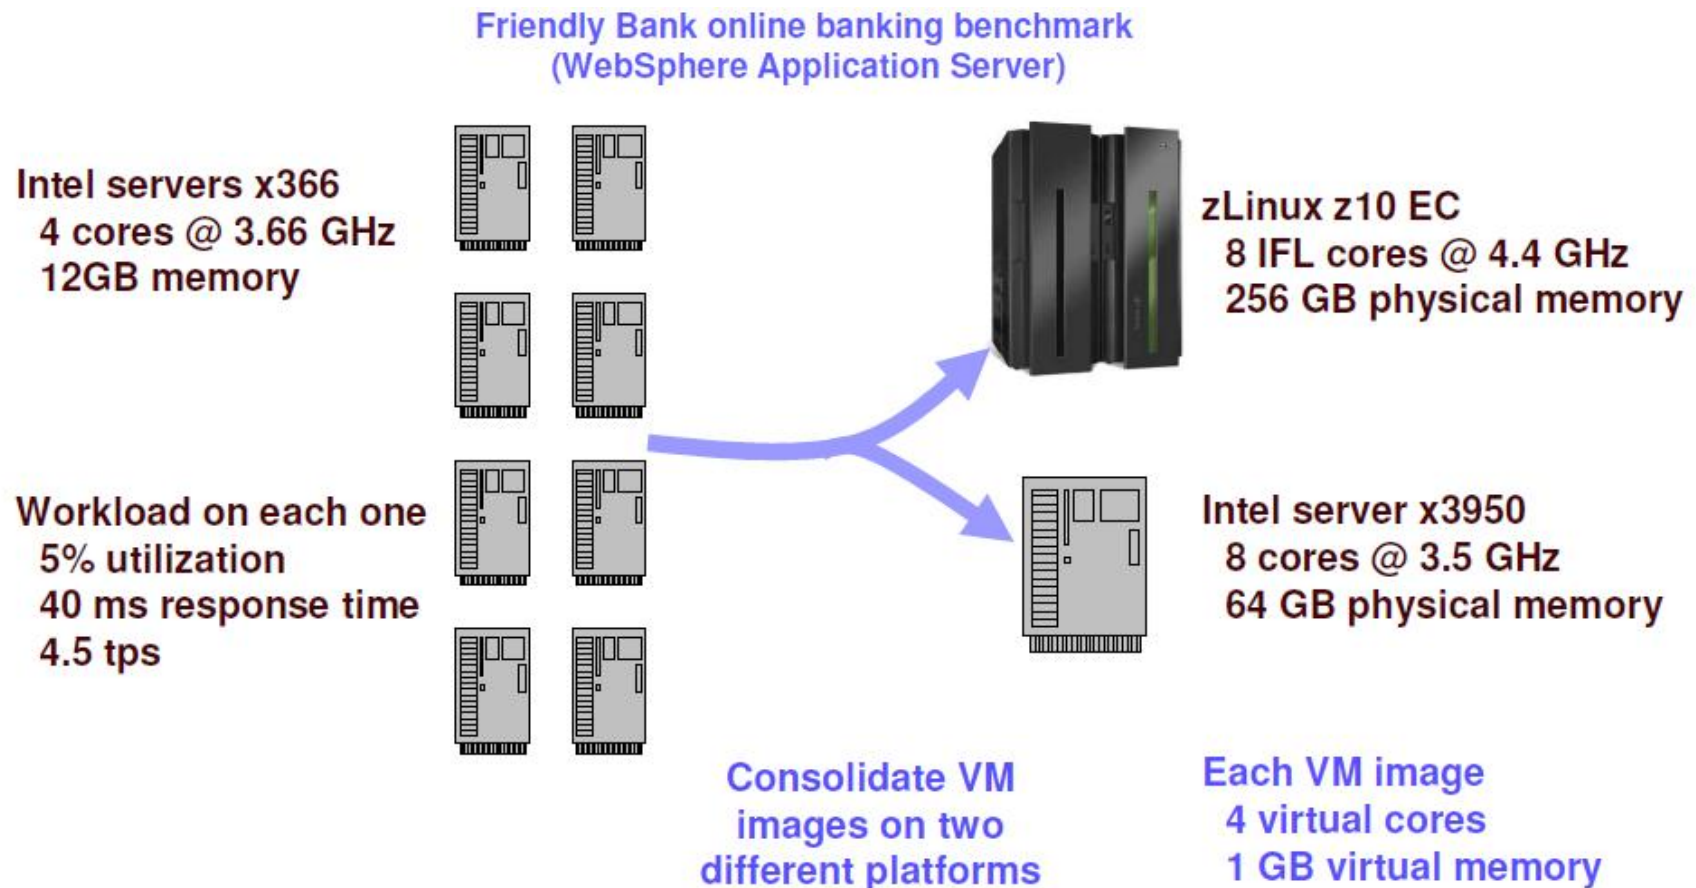 Friendly Bank online banking benchmark
(WebSphere Application Server)
Intel servers x366
4 cores @ 3.66 GHz
12GB memory
zLinux z10 EC
8 IFL cores @ 4.4 GHz
256 GB physical memory
Workload on each one
5% utilization
40 ms response time
4.5 tps
Intel server x3950
8 cores @ 3.5 GHz
64 GB physical memory
Consolidate VM
images on two
different platforms
Each VM image
4 virtual cores
1 GB virtual memory